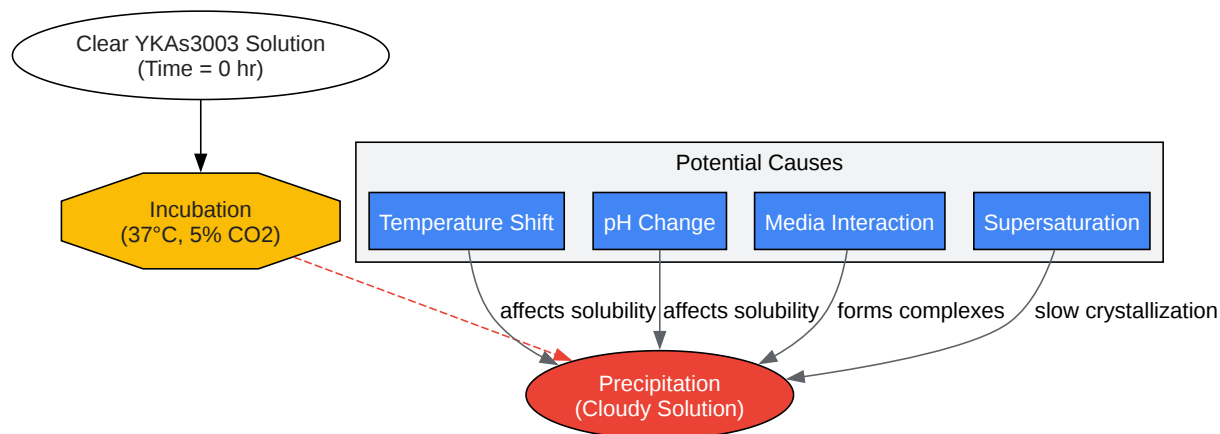 Clear YKAs3003 Solution
(Time = 0 hr)
Potential Causes
Incubation
(37°C, 5% CO2)
Temperature Shift
pH Change
Media Interaction
Supersaturation
affects solubility
affects solubility
forms complexes
slow crystallization
Precipitation
(Cloudy Solution)